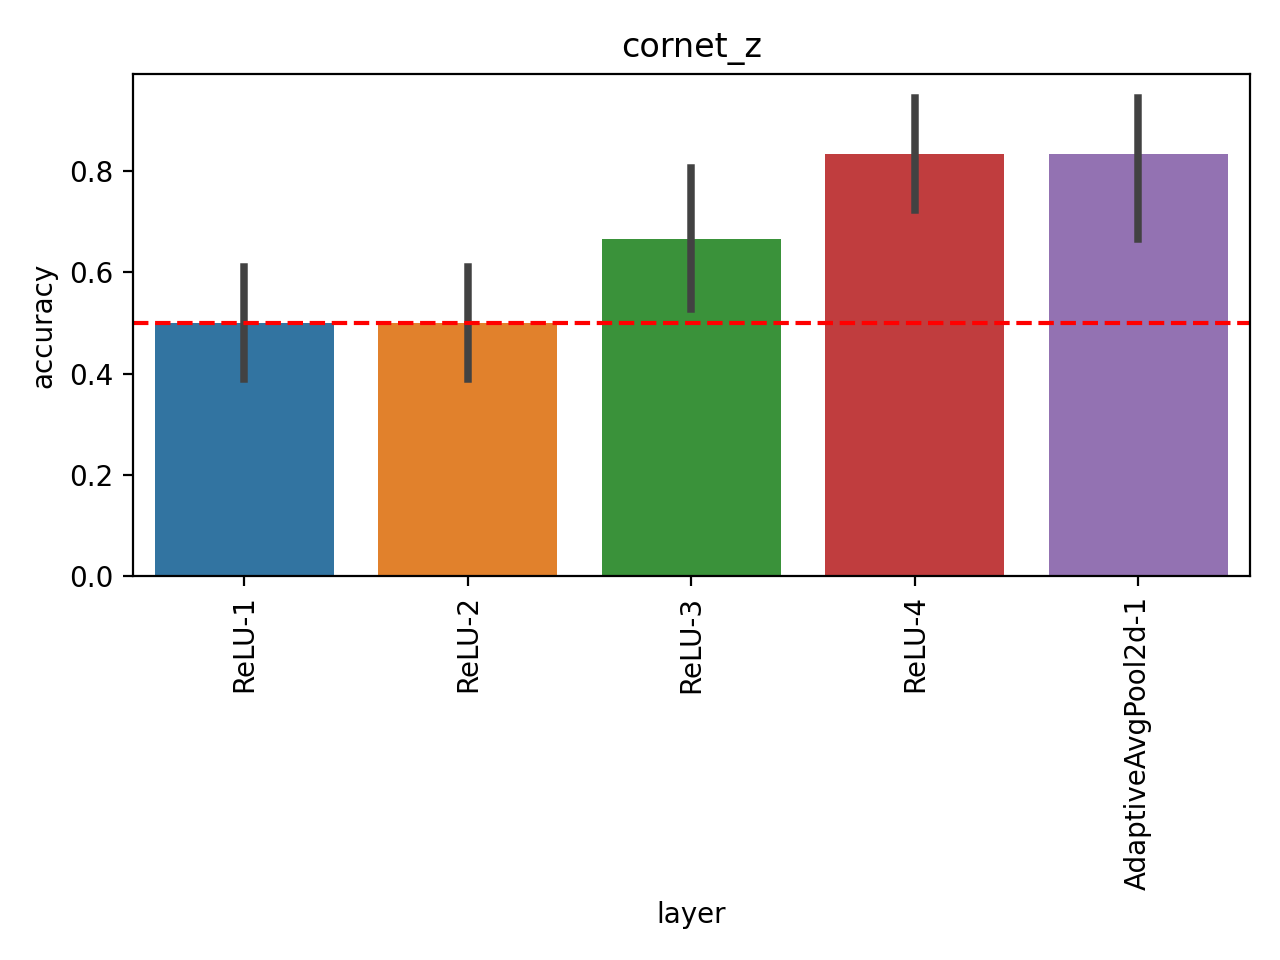 cornet_z
accuracy
0.8
0.6
0.4
0.2
0.0
ReLU-1
ReLU-2
ReLU-3
ReLU-4
AdaptiveAvgPool2d-1
layer